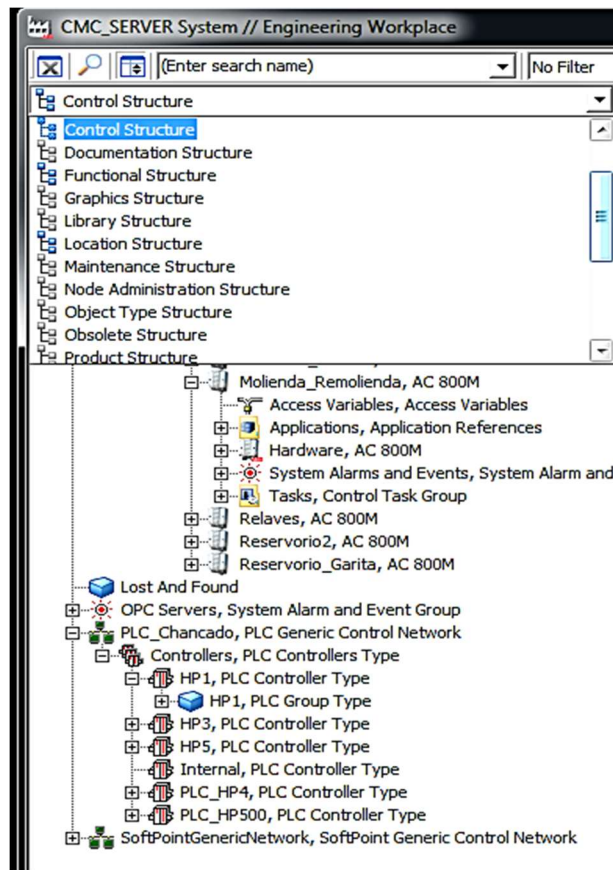 CMC_SERVER System // Engineering Workplace
(Enter search name) No Filter
Control Structure
Control Structure
Documentation Structure
Functional Structure
Graphics Structure
Library Structure
Location Structure
Maintenance Structure
Node Administration Structure
Object Type Structure
Obsolete Structure
Product Structure
Molienda_Remolienda, AC 800M
Access Variables, Access Variables
Applications, Application References
Hardware, AC 800M
System Alarms and Events, System Alarm and
Tasks, Control Task Group
Relaves, AC 800M
Reservorio2, AC 800M
Reservorio_Garita, AC 800M
Lost And Found
OPC Servers, System Alarm and Event Group
PLC_Chancado, PLC Generic Control Network
Controllers, PLC Controllers Type
HP1, PLC Controller Type
HP1, PLC Group Type
HP3, PLC Controller Type
HP5, PLC Controller Type
Internal, PLC Controller Type
PLC_HP4, PLC Controller Type
PLC_HP500, PLC Controller Type
SoftPointGenericNetwork, SoftPoint Generic Control Network